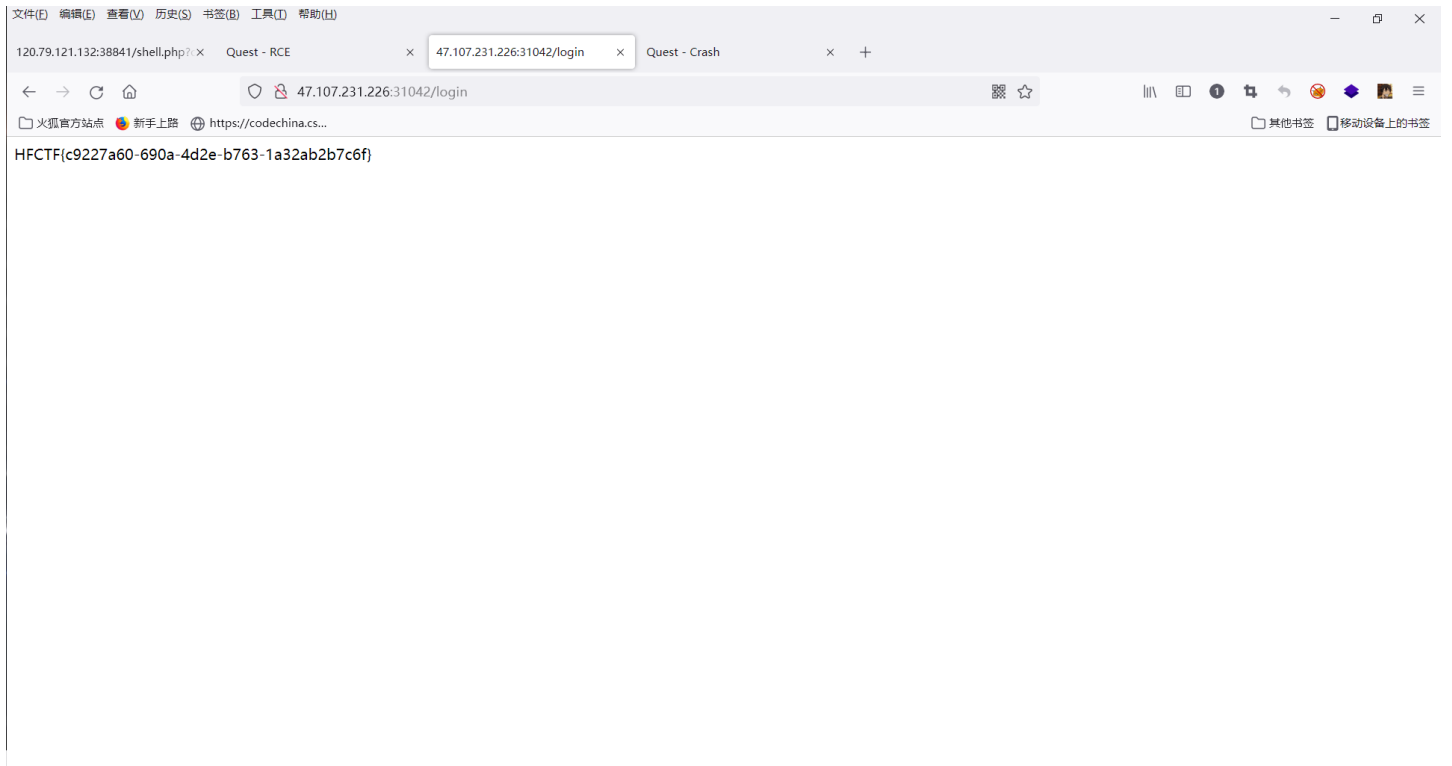 文件(F) 编辑(E) 查看(V) 历史(S) 书签(B) 工具(T) 帮助(H)
120.79.121.132:38841/shell.php? Quest - RCE 47.107.231.226:31042/login Quest - Crash
47.107.231.226:31042/login
火狐官方站点 新手上路 https://codechina.cs... 其他书签 移动设备上的书签
HFCTF{c9227a60-690a-4d2e-b763-1a32ab2b7c6f}